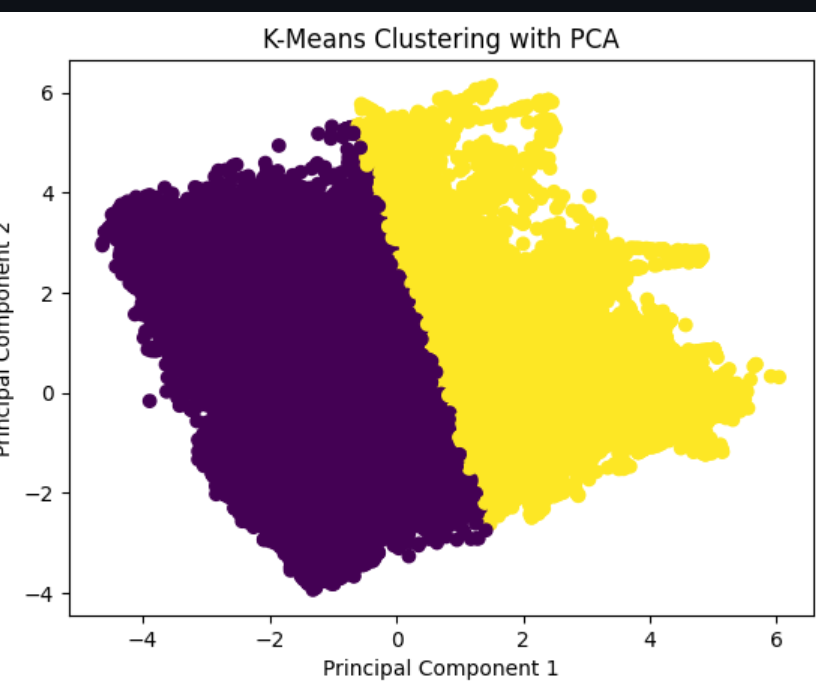 K-Means Clustering with PCA
6
4
2
0
−2
−4
Principal Component 2
−4 −2 0 2 4 6
Principal Component 1